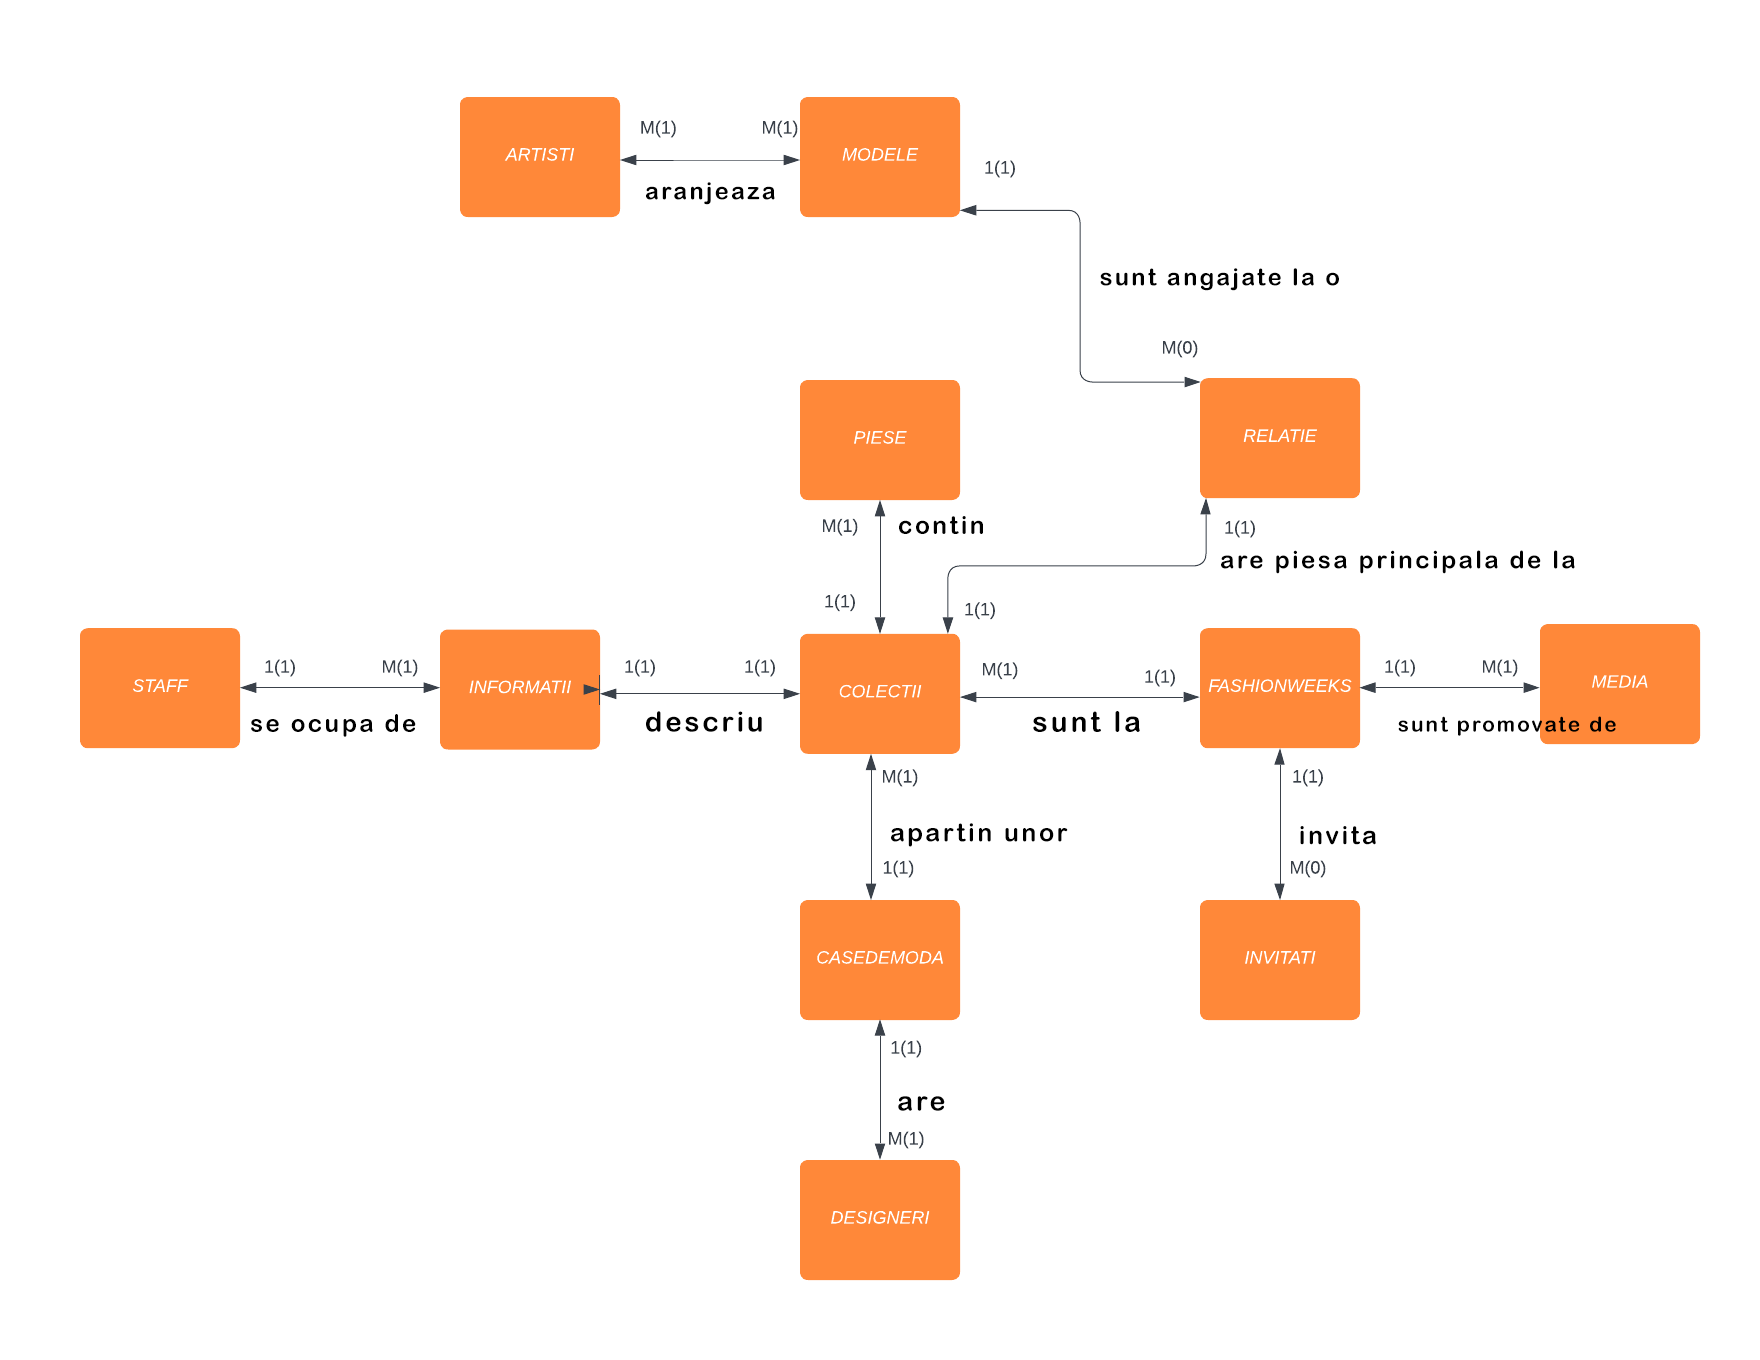 M(1)
M(1)
ARTISTI
MODELE
aranjeaza
1(1)
sunt angajate la o
M(0)
PIESE
RELATIE
M(1)
contin
1(1)
are piesa principala de la
1(1)
1(1)
STAFF
1(1)
M(1)
INFORMATII
1(1)
1(1)
COLECTII
M(1)
1(1)
FASHIONWEEKS
1(1)
M(1)
MEDIA
se ocupa de
descriu
sunt la
sunt promovate de
M(1)
1(1)
apartin unor
invita
1(1)
M(0)
CASEDEMODA
INVITATI
1(1)
are
M(1)
DESIGNERI